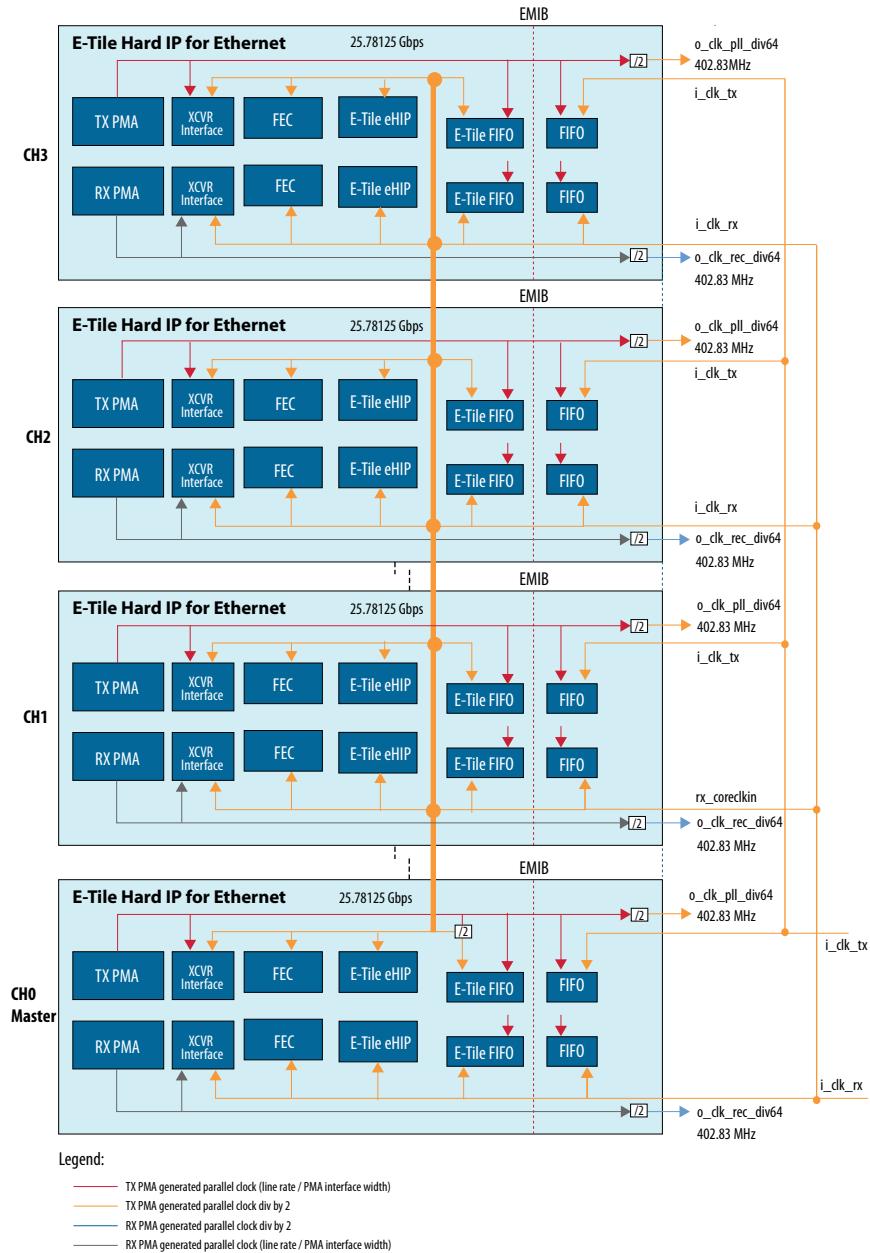 EMIB
E-Tile Hard IP for Ethernet
25.78125 Gbps
/2
o_clk_pll_div64
402.83MHz
i_clk_tx
TX PMA
XCVR
Interface
FEC
E-Tile eHIP
E-Tile FIFO
FIFO
CH3
RX PMA
XCVR
Interface
FEC
E-Tile eHIP
E-Tile FIFO
FIFO
i_clk_rx
/2
o_clk_rec_div64
402.83 MHz
EMIB
E-Tile Hard IP for Ethernet
25.78125 Gbps
/2
o_clk_pll_div64
402.83 MHz
i_clk_tx
TX PMA
XCVR
Interface
FEC
E-Tile eHIP
E-Tile FIFO
FIFO
CH2
RX PMA
XCVR
Interface
FEC
E-Tile eHIP
E-Tile FIFO
FIFO
i_clk_rx
/2
o_clk_rec_div64
402.83 MHz
EMIB
E-Tile Hard IP for Ethernet
25.78125 Gbps
/2
o_clk_pll_div64
402.83 MHz
i_clk_tx
TX PMA
XCVR
Interface
FEC
E-Tile eHIP
E-Tile FIFO
FIFO
CH1
RX PMA
XCVR
Interface
FEC
E-Tile eHIP
E-Tile FIFO
FIFO
rx_coreclkin
/2
o_clk_rec_div64
402.83 MHz
EMIB
E-Tile Hard IP for Ethernet
25.78125 Gbps
/2
o_clk_pll_div64
402.83 MHz
/2
i_clk_tx
TX PMA
XCVR
Interface
FEC
E-Tile eHIP
E-Tile FIFO
FIFO
CH0
Master
RX PMA
XCVR
Interface
FEC
E-Tile eHIP
E-Tile FIFO
FIFO
i_clk_rx
/2
o_clk_rec_div64
402.83 MHz
Legend:
TX PMA generated parallel clock (line rate / PMA interface width)
TX PMA generated parallel clock div by 2
RX PMA generated parallel clock div by 2
RX PMA generated parallel clock (line rate / PMA interface width)